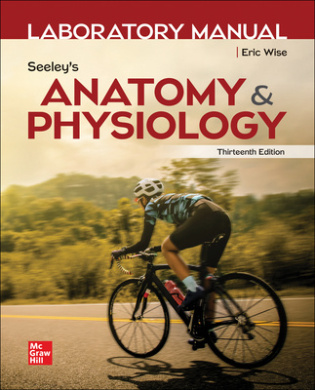 LABORATORY MANUAL
Eric Wise
Seeley's
ANATOMY &
PHYSIOLOGY
Thirteenth Edition
Mc
Graw
Hill